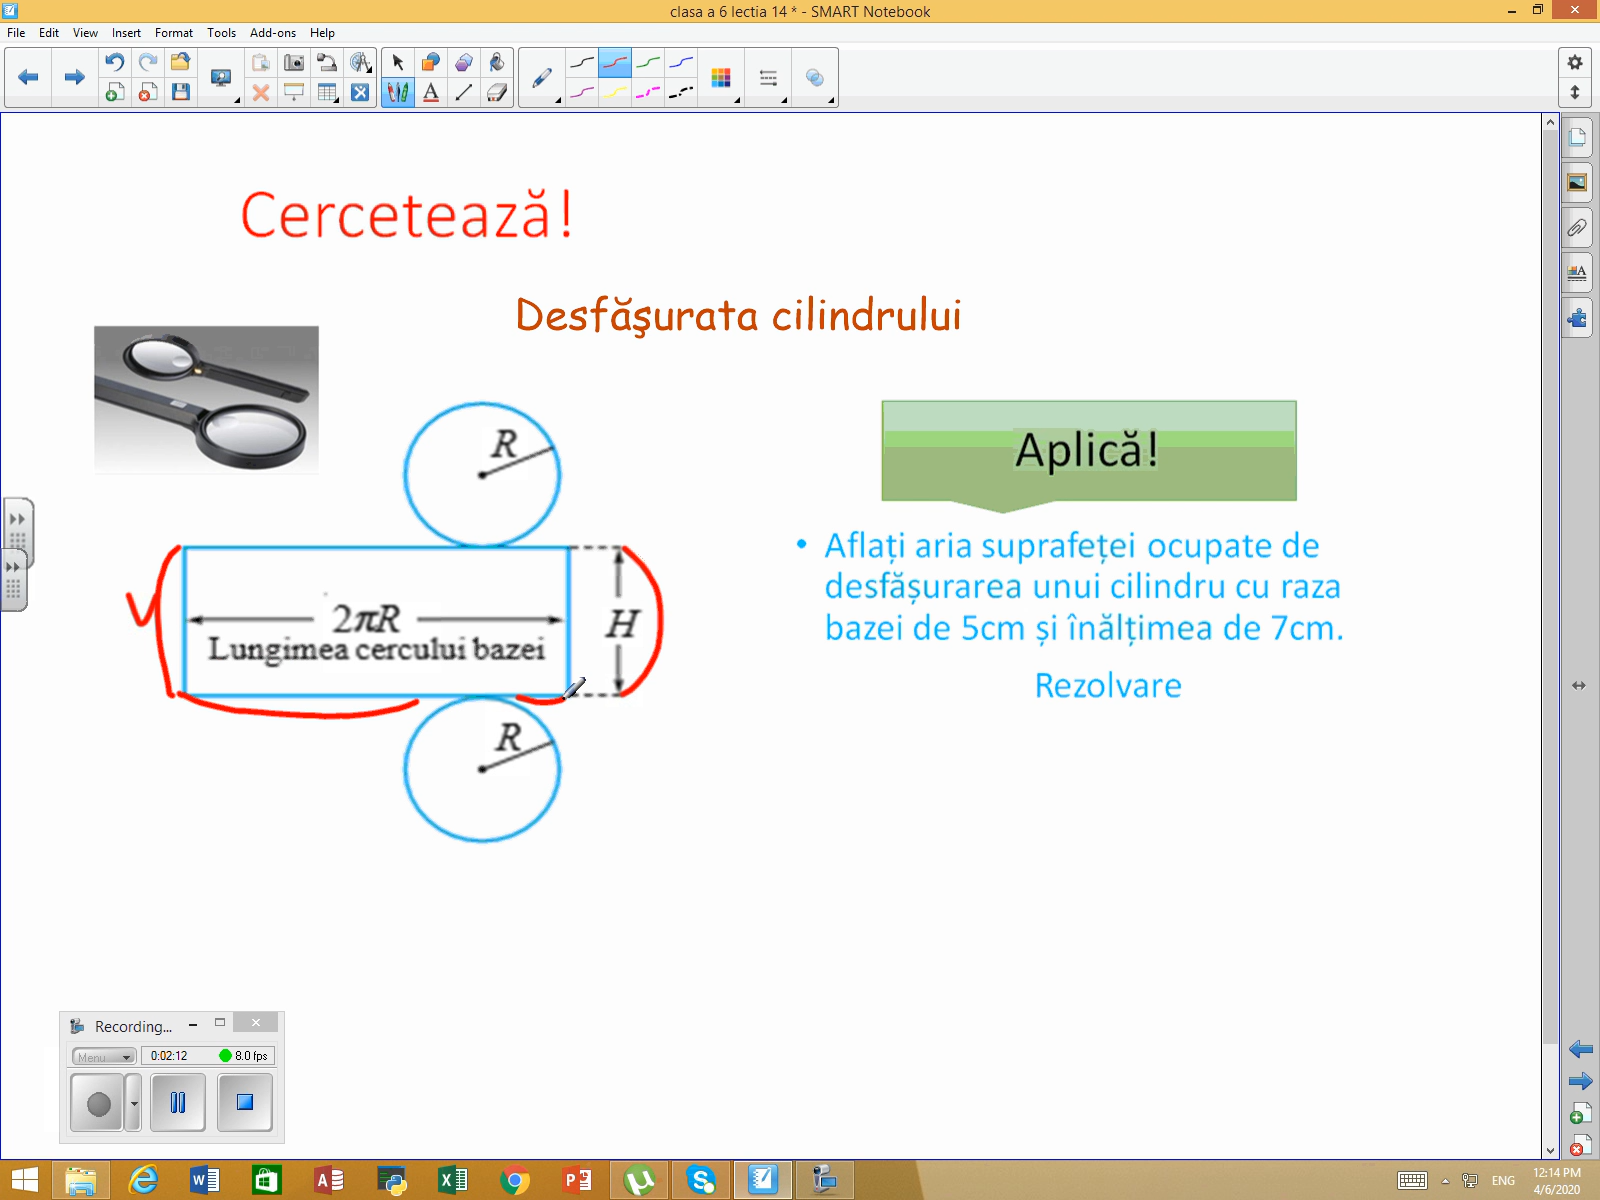 clasa a 6 lectia 14 * - SMART Notebook
File Edit View Insert Format Tools Add-ons Help
Cercetează!
Desfăşurata cilindrului
R
Aplică!
• Aflați aria suprafeței ocupate de
desfășurarea unui cilindru cu raza
bazei de 5cm și înălțimea de 7cm.
Rezolvare
2πR
H
Lungimea cercului bazei
R
Recording...
Menu 0:02:12 8.0 fps
ENG
12:14 PM
4/6/2020